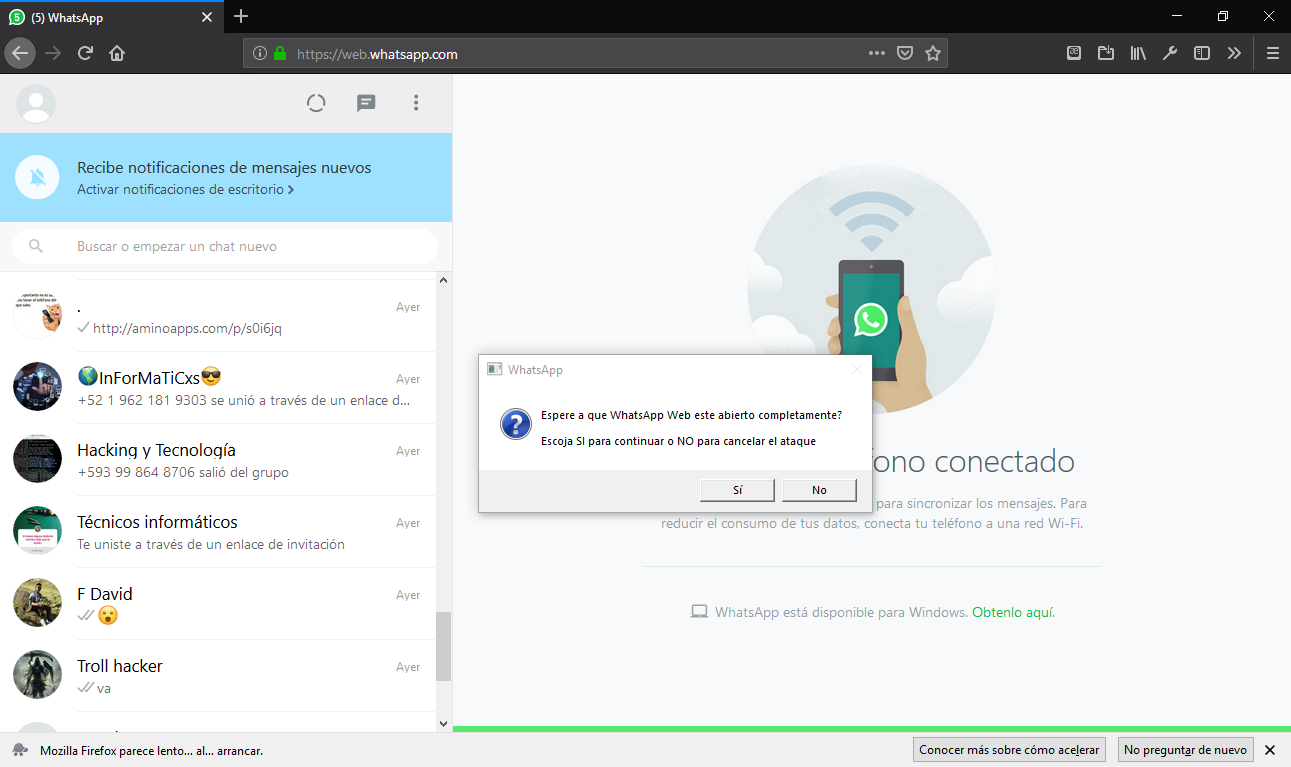 (5) WhatsApp
https://web.whatsapp.com
Recibe notificaciones de mensajes nuevos
Activar notificaciones de escritorio
Buscar o empezar un chat nuevo
.
Ayer
http://aminoapps.com/p/s0i6jq
InForMaTiCxs
Ayer
+52 1 962 181 9303 se unió a través de un enlace d...
Hacking y Tecnología
Ayer
+593 99 864 8706 salió del grupo
Técnicos informáticos
Ayer
Te uniste a través de un enlace de invitación
F David
Ayer
Troll hacker
Ayer
va
WhatsApp
Espere a que WhatsApp Web este abierto completamente?
Escoja SI para continuar o NO para cancelar el ataque
Sí
No
fono conectado
para sincronizar los mensajes. Para
reducir el consumo de tus datos, conecta tu teléfono a una red Wi-Fi.
WhatsApp está disponible para Windows. Obtenlo aquí.
Mozilla Firefox parece lento... al... arrancar.
Conocer más sobre cómo acelerar
No preguntar de nuevo